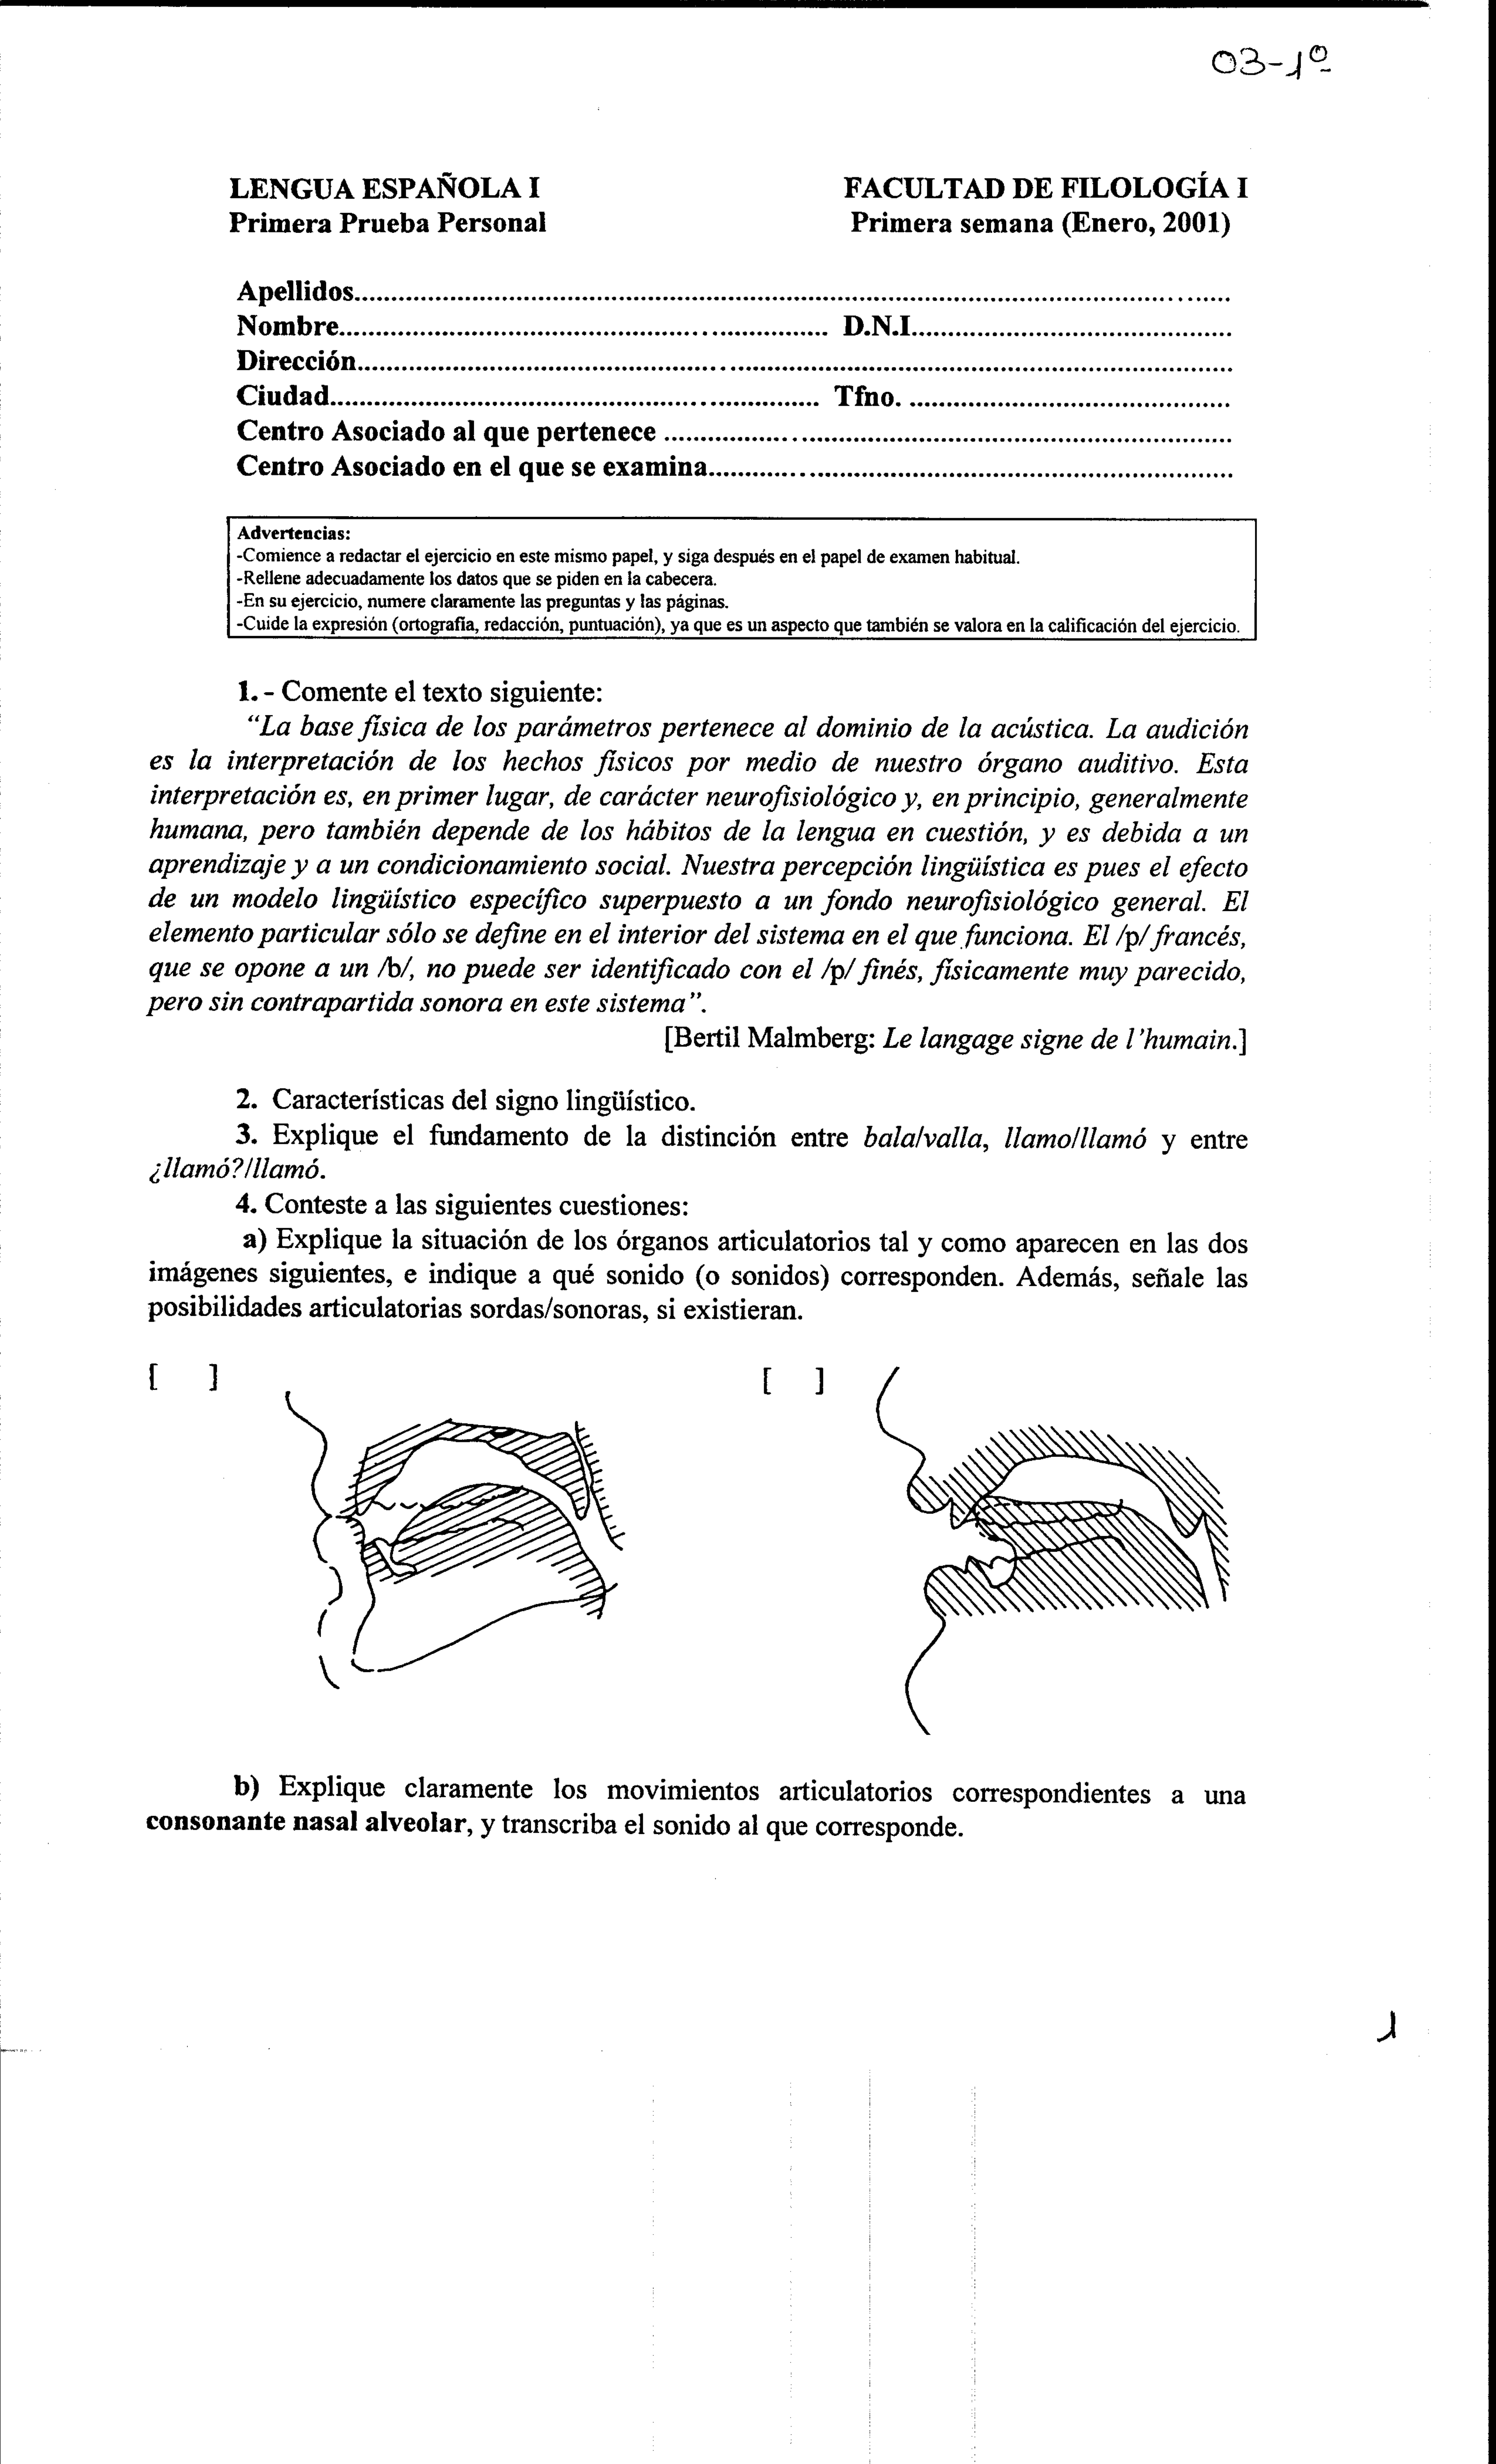 03-1º
LENGUA ESPAÑOLA I FACULTAD DE FILOLOGÍA I
Primera Prueba Personal Primera semana (Enero, 2001)
Apellidos..........................................................................................................................
Nombre.................................................................. D.N.I...........................................
Dirección........................................................................................................................
Ciudad.................................................................. Tfno. ...........................................
Centro Asociado al que pertenece .............................................................................
Centro Asociado en el que se examina.......................................................................
Advertencias:
-Comience a redactar el ejercicio en este mismo papel, y siga después en el papel de examen habitual.
-Rellene adecuadamente los datos que se piden en la cabecera.
-En su ejercicio, numere claramente las preguntas y las páginas.
-Cuide la expresión (ortografía, redacción, puntuación), ya que es un aspecto que también se valora en la calificación del ejercicio.
1. - Comente el texto siguiente:
“La base física de los parámetros pertenece al dominio de la acústica. La audición
es la interpretación de los hechos físicos por medio de nuestro órgano auditivo. Esta
interpretación es, en primer lugar, de carácter neurofisiológico y, en principio, generalmente
humana, pero también depende de los hábitos de la lengua en cuestión, y es debida a un
aprendizaje y a un condicionamiento social. Nuestra percepción lingüística es pues el efecto
de un modelo lingüístico específico superpuesto a un fondo neurofisiológico general. El
elemento particular sólo se define en el interior del sistema en el que funciona. El /p/ francés,
que se opone a un /b/, no puede ser identificado con el /p/ finés, físicamente muy parecido,
pero sin contrapartida sonora en este sistema”.
[Bertil Malmberg: Le langage signe de l'humain.]
2. Características del signo lingüístico.
3. Explique el fundamento de la distinción entre bala/valla, llamo/llamó y entre
¿llamó?/llamó.
4. Conteste a las siguientes cuestiones:
a) Explique la situación de los órganos articulatorios tal y como aparecen en las dos
imágenes siguientes, e indique a qué sonido (o sonidos) corresponden. Además, señale las
posibilidades articulatorias sordas/sonoras, si existieran.
[ ] [ ]
b) Explique claramente los movimientos articulatorios correspondientes a una
consonante nasal alveolar, y transcriba el sonido al que corresponde.
1